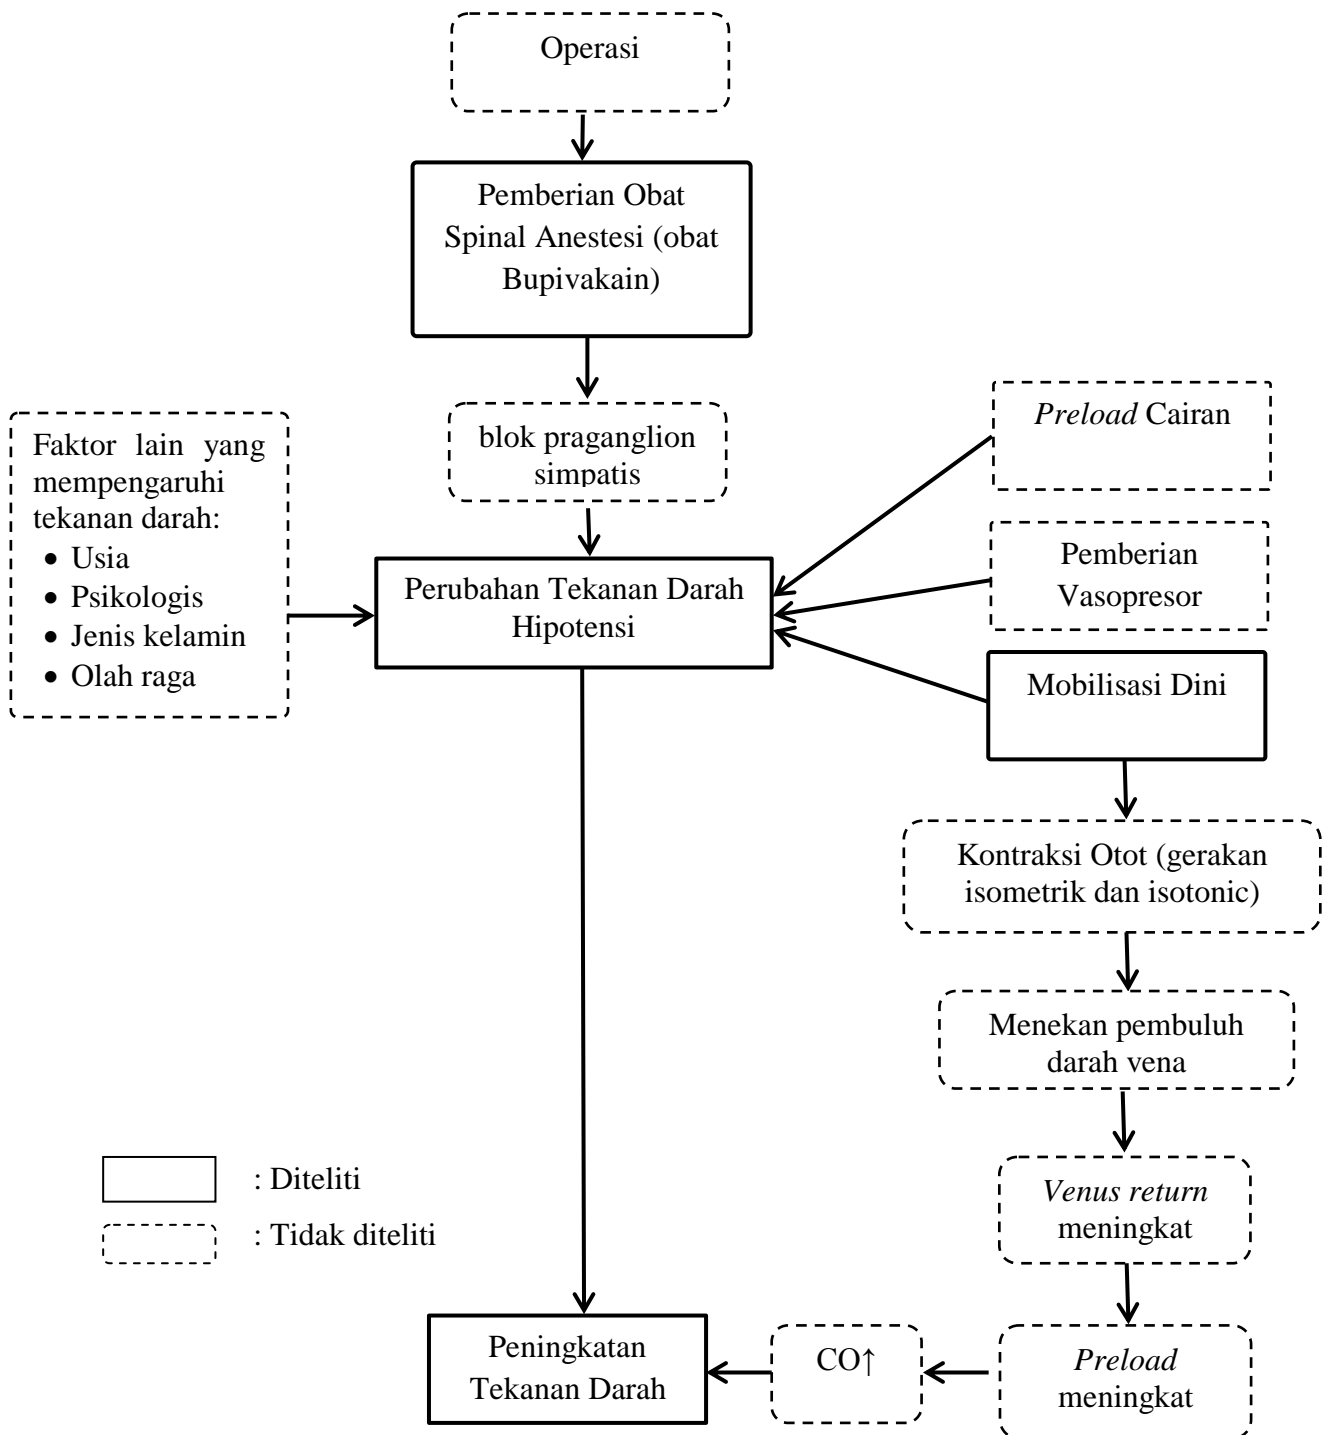 Operasi
Pemberian Obat
Spinal Anestesi (obat
Bupivakain)
blok praganglion
simpatis
Preload Cairan
Faktor lain yang
mempengaruhi
tekanan darah:
• Usia
• Psikologis
• Jenis kelamin
• Olah raga
Perubahan Tekanan Darah
Hipotensi
Pemberian
Vasopresor
Mobilisasi Dini
Kontraksi Otot (gerakan
isometrik dan isotonic)
Menekan pembuluh
darah vena
Venus return
meningkat
: Diteliti
: Tidak diteliti
Peningkatan
Tekanan Darah
CO↑
Preload
meningkat